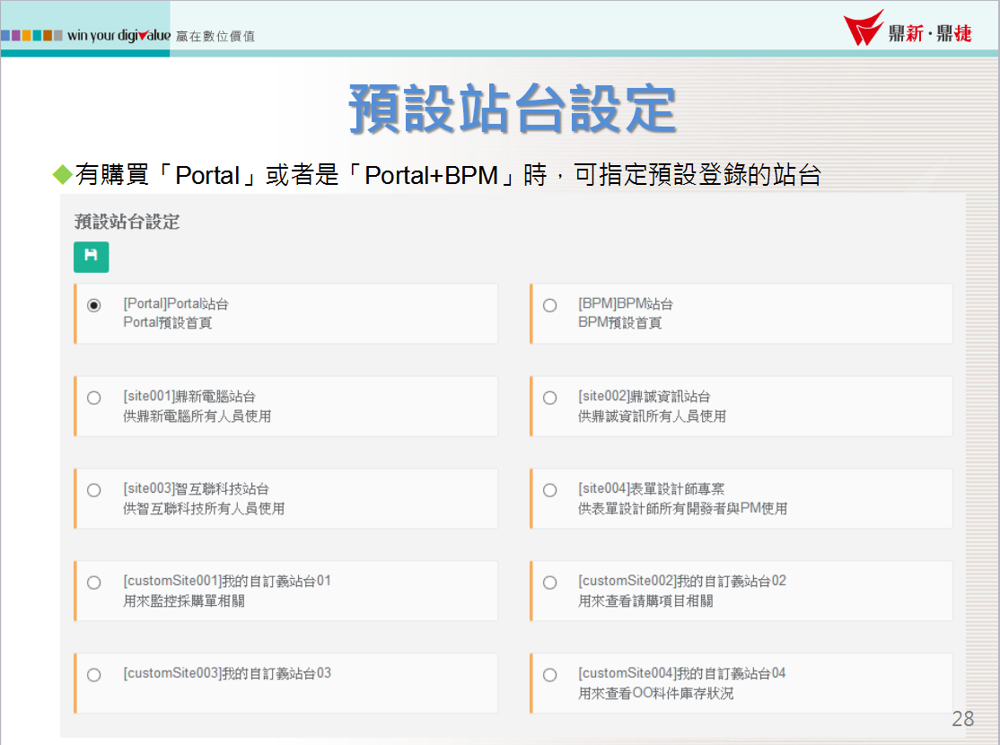 win your digivalue 贏在數位價值
鼎新·鼎捷
預設站台設定
有購買「Portal」或者是「Portal+BPM」時，可指定預設登錄的站台
預設站台設定
[Portal]Portal站台
Portal預設首頁
[BPM]BPM站台
BPM預設首頁
[site001]鼎新電腦站台
供鼎新電腦所有人員使用
[site002]鼎誠資訊站台
供鼎誠資訊所有人員使用
[site003]智互聯科技站台
供智互聯科技所有人員使用
[site004]表單設計師專案
供表單設計師所有開發者與PM使用
[customSite001]我的自訂義站台01
用來監控採購單相關
[customSite002]我的自訂義站台02
用來查看請購項目相關
[customSite003]我的自訂義站台03
[customSite004]我的自訂義站台04
用來查看OO料件庫存狀況
28